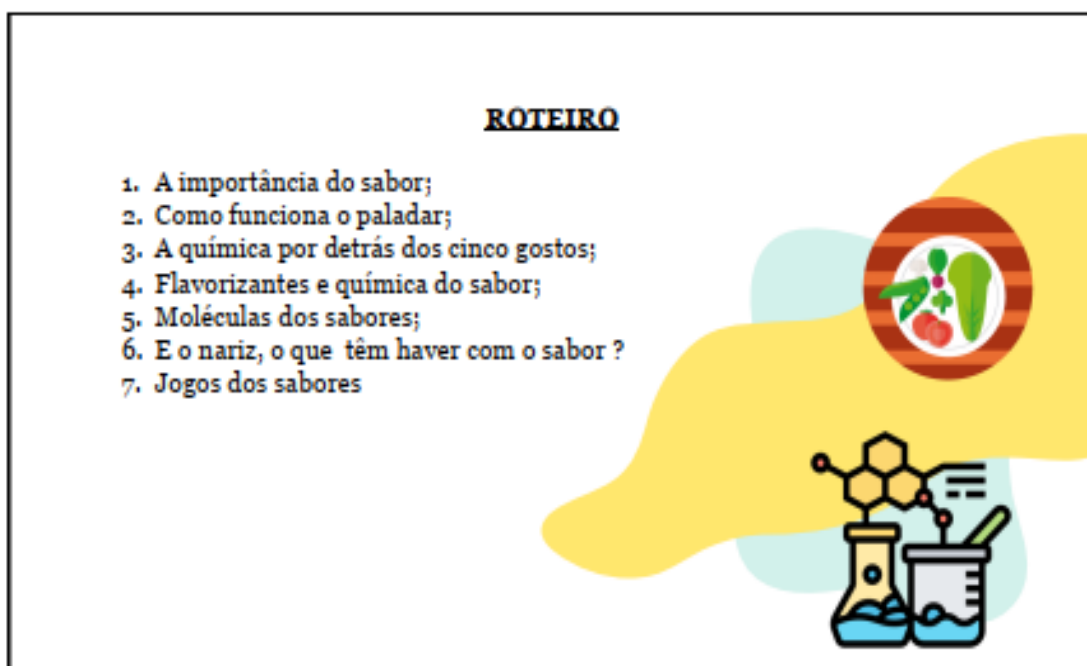 ROTEIRO
1. A importância do sabor;
2. Como funciona o paladar;
3. A química por detrás dos cinco gostos;
4. Flavorizantes e química do sabor;
5. Moléculas dos sabores;
6. E o nariz, o que têm haver com o sabor ?
7. Jogos dos sabores